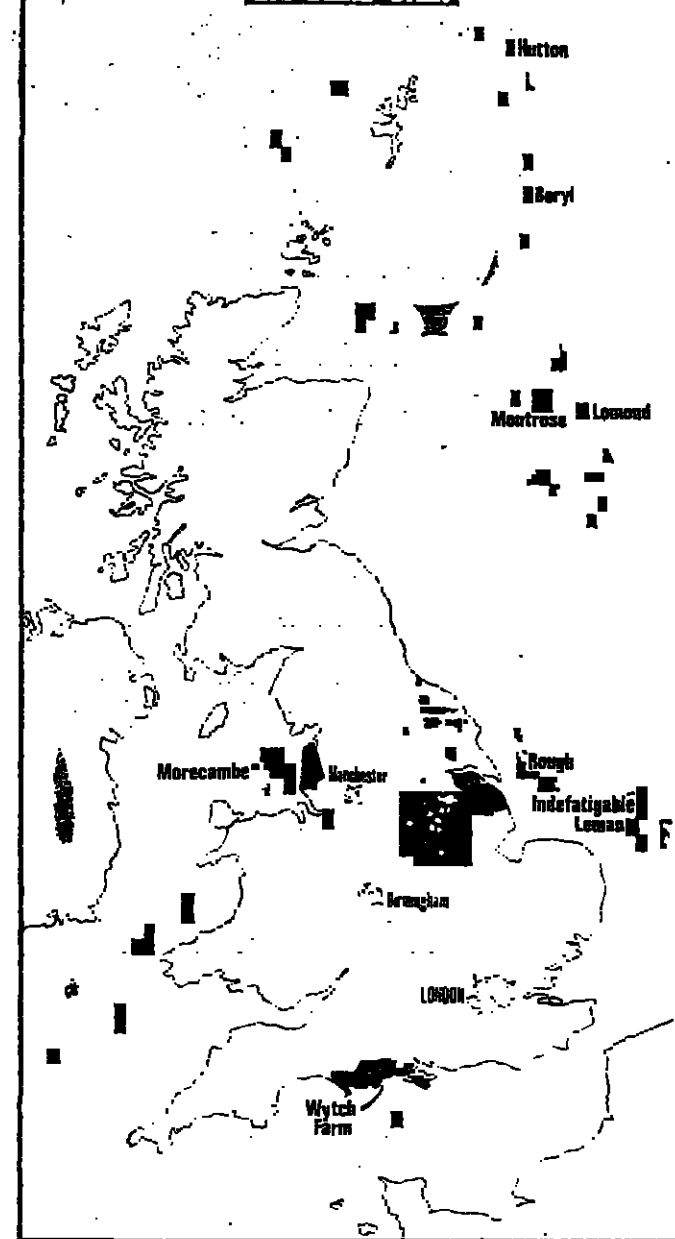 Hutton
Beryl
Montrose
Lomond
Morecambe
Manchester
Rough
Indefatigable
Leman
Birmingham
LONDON
Wytch
Farm